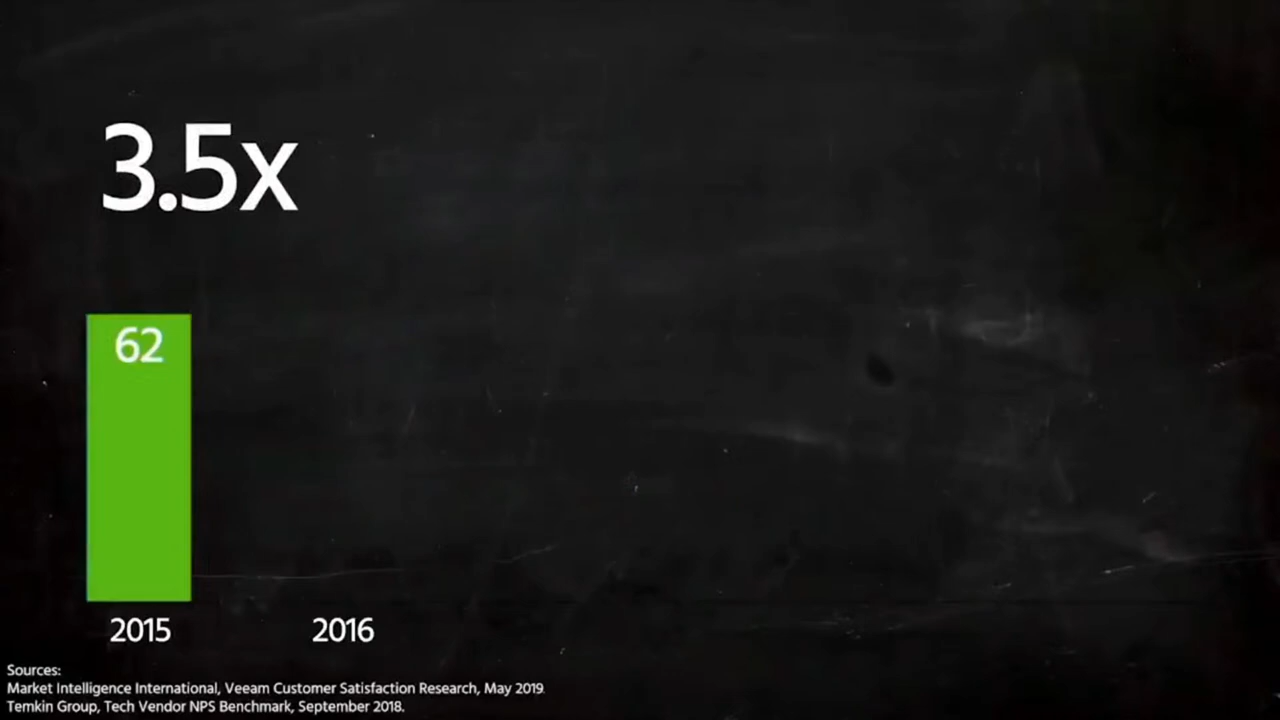 3.5x
62
2015 2016
Sources:
Market Intelligence International, Veeam Customer Satisfaction Research, May 2019.
Temkin Group, Tech Vendor NPS Benchmark, September 2018.